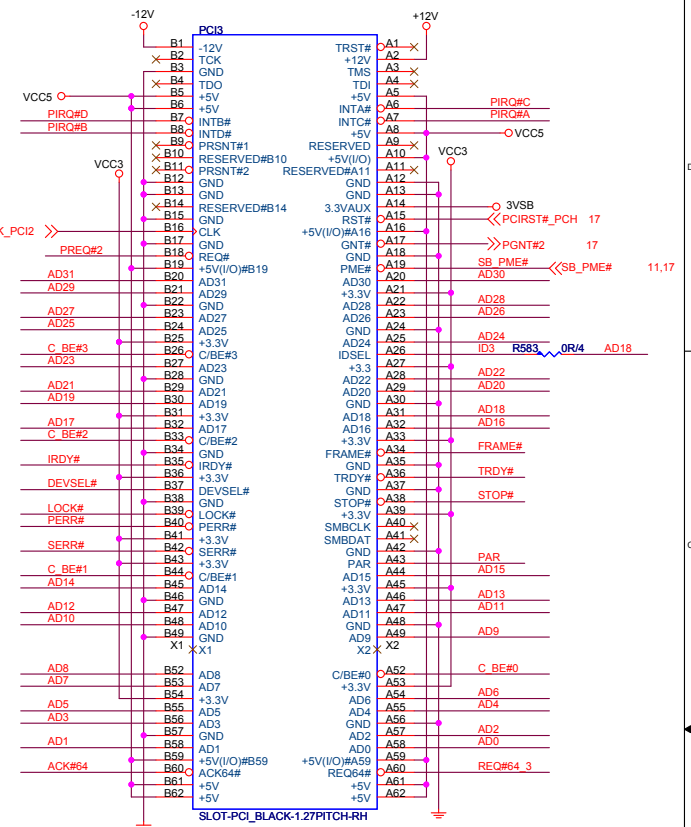 -12V +12V
PCI3
B1 -12V TRST# A1
B2 TCK +12V A2
B3 GND TMS A3
B4 TDO TDI A4
VCC5 B5 +5V +5V A5
B6 +5V INTA# A6 PIRQ#C
PIRQ#D B7 INTB# INTC# A7 PIRQ#A
PIRQ#B B8 INTD# +5V A8 VCC5
B9 PRSNT#1 RESERVED A9
B10 RESERVED#B10 +5V(I/O) A10
VCC3 B11 PRSNT#2 RESERVED#A11 A11 VCC3
B12 GND GND A12
B13 GND GND A13
B14 RESERVED#B14 3.3VAUX A14 3VSB
B15 GND RST# A15 PCIRST#_PCH 17
K_PCI2 B16 CLK +5V(I/O)#A16 A16
B17 GND GNT# A17 PGNT#2 17
PREQ#2 B18 REQ# GND A18
B19 +5V(I/O)#B19 PME# A19 SB_PME# SB_PME# 11,17
AD31 B20 AD31 AD30 A20 AD30
AD29 B21 AD29 +3.3V A21
B22 GND AD28 A22 AD28
AD27 B23 AD27 AD26 A23 AD26
AD25 B24 AD25 GND A24
B25 +3.3V AD24 A25 AD24
C_BE#3 B26 C/BE#3 IDSEL A26 ID3 R583 0R/4 AD18
AD23 B27 AD23 +3.3 A27
B28 GND AD22 A28 AD22
AD21 B29 AD21 AD20 A29 AD20
AD19 B30 AD19 GND A30
B31 +3.3V AD18 A31 AD18
AD17 B32 AD17 AD16 A32 AD16
C_BE#2 B33 C/BE#2 +3.3V A33
B34 GND FRAME# A34 FRAME#
IRDY# B35 IRDY# GND A35
B36 +3.3V TRDY# A36 TRDY#
DEVSEL# B37 DEVSEL# GND A37
B38 GND STOP# A38 STOP#
LOCK# B39 LOCK# +3.3V A39
PERR# B40 PERR# SMBCLK A40
B41 +3.3V SMBDAT A41
SERR# B42 SERR# GND A42
B43 +3.3V PAR A43 PAR
C_BE#1 B44 C/BE#1 AD15 A44 AD15
AD14 B45 AD14 +3.3V A45
B46 GND AD13 A46 AD13
AD12 B47 AD12 AD11 A47 AD11
AD10 B48 AD10 GND A48
B49 GND AD9 A49 AD9
X1 X1 X2 X2
AD8 B52 AD8 C/BE#0 A52 C_BE#0
AD7 B53 AD7 +3.3V A53
B54 +3.3V AD6 A54 AD6
AD5 B55 AD5 AD4 A55 AD4
AD3 B56 AD3 GND A56
B57 GND AD2 A57 AD2
AD1 B58 AD1 AD0 A58 AD0
B59 +5V(I/O)#B59 +5V(I/O)#A59 A59
ACK#64 B60 ACK64# REQ64# A60 REQ#64_3
B61 +5V +5V A61
B62 +5V +5V A62
SLOT-PCI_BLACK-1.27PITCH-RH